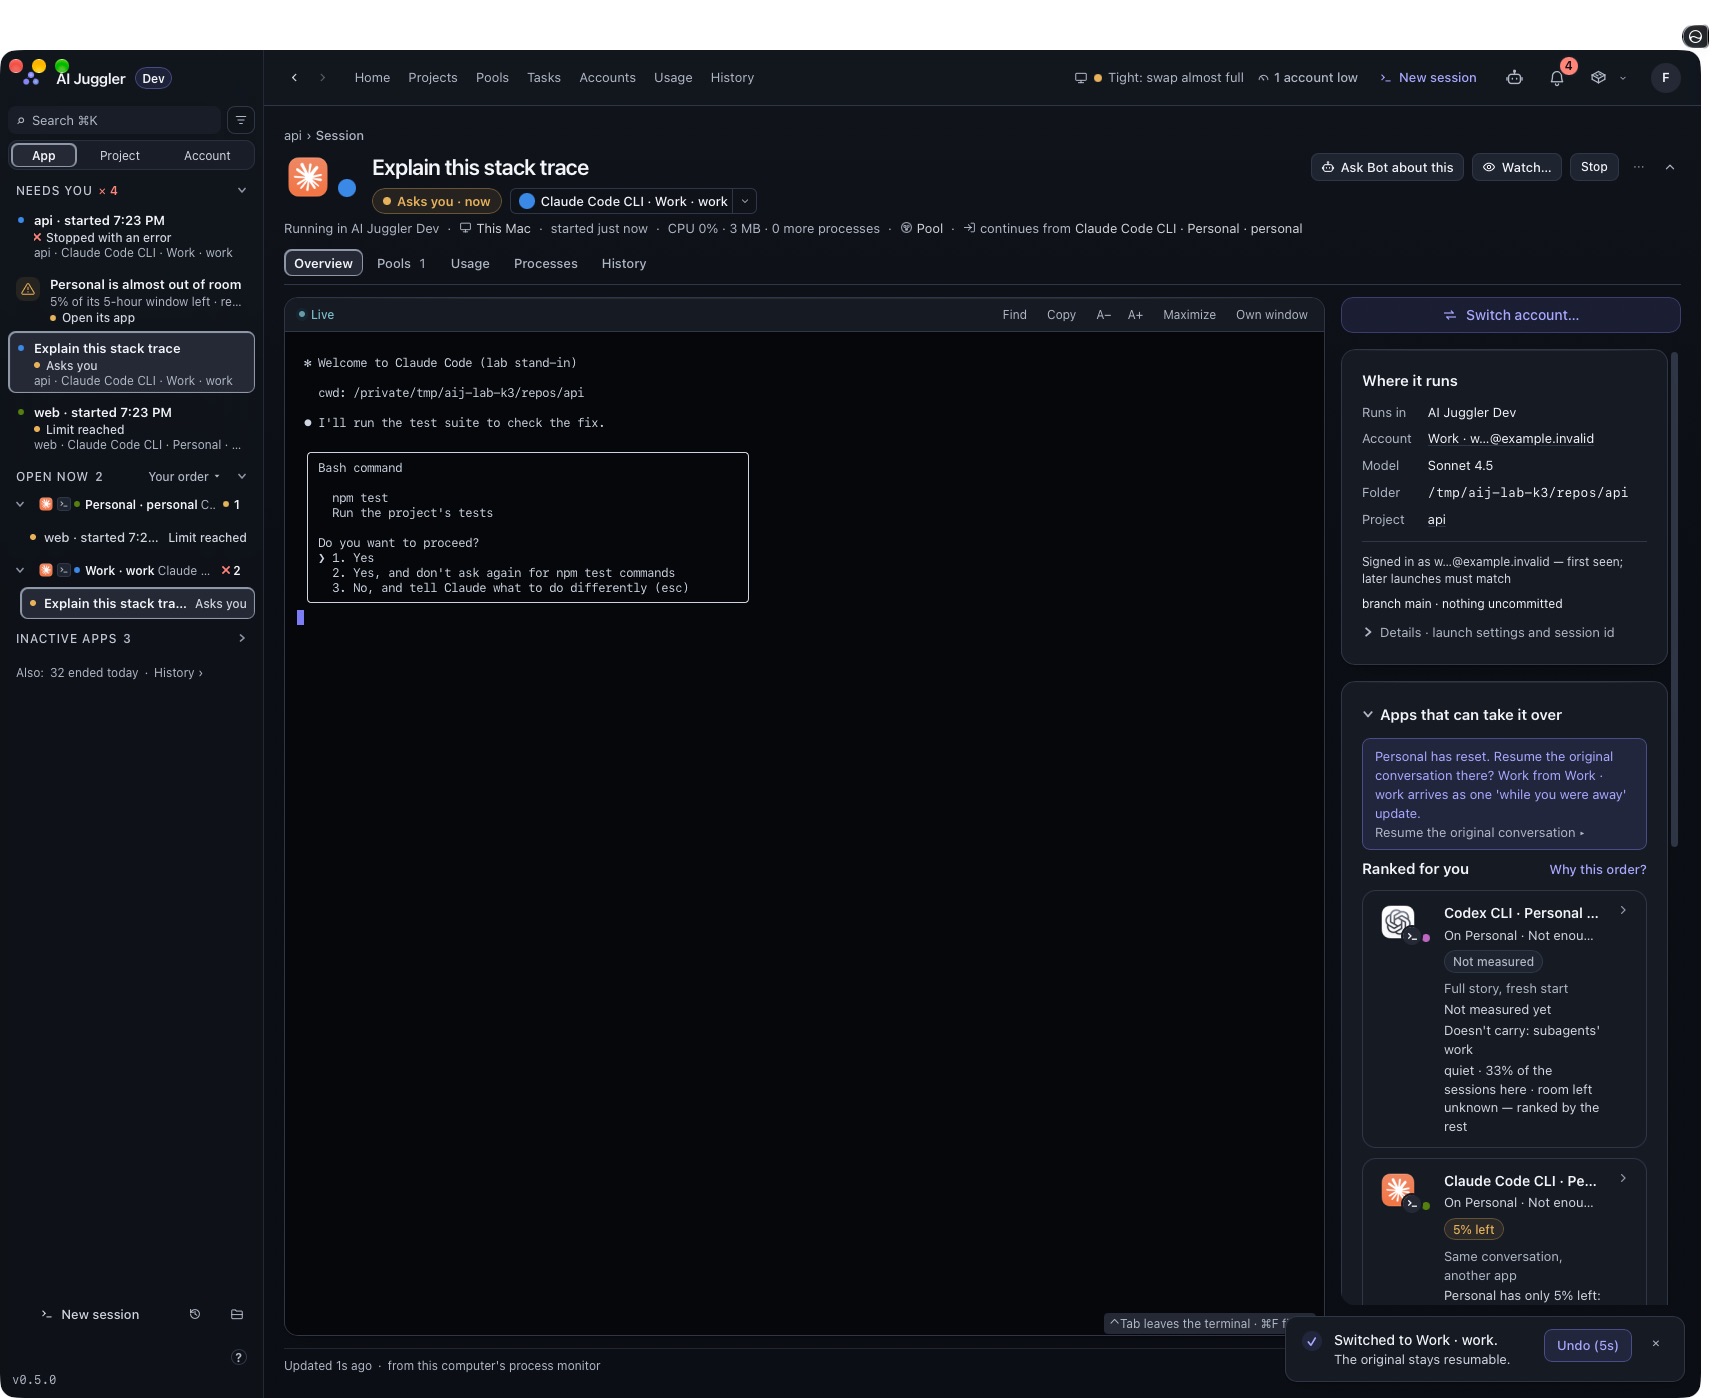 AI Juggler Dev
Search ⌘K
App Project Account
NEEDS YOU × 4
api · started 7:23 PM
× Stopped with an error
api · Claude Code CLI · Work · work
Personal is almost out of room
5% of its 5-hour window left · re...
Open its app
Explain this stack trace
Asks you
api · Claude Code CLI · Work · work
web · started 7:23 PM
Limit reached
web · Claude Code CLI · Personal · ...
OPEN NOW 2 Your order
Personal · personal C.. 1
web · started 7:2... Limit reached
Work · work Claude ... × 2
Explain this stack tra... Asks you
INACTIVE APPS 3
Also: 32 ended today · History ›
New session
?
v0.5.0
Home Projects Pools Tasks Accounts Usage History
Tight: swap almost full 1 account low New session 4 F
api › Session
Explain this stack trace
Asks you · now Claude Code CLI · Work · work
Ask Bot about this Watch... Stop ...
Running in AI Juggler Dev · This Mac · started just now · CPU 0% · 3 MB · 0 more processes · Pool · continues from Claude Code CLI · Personal · personal
Overview Pools 1 Usage Processes History
Live Find Copy A− A+ Maximize Own window
✻ Welcome to Claude Code (lab stand-in)
cwd: /private/tmp/aij-lab-k3/repos/api
● I'll run the test suite to check the fix.
Bash command
npm test
Run the project's tests
Do you want to proceed?
❯ 1. Yes
2. Yes, and don't ask again for npm test commands
3. No, and tell Claude what to do differently (esc)
^Tab leaves the terminal · ⌘F
Updated 1s ago · from this computer's process monitor
Switch account...
Where it runs
Runs in AI Juggler Dev
Account Work · w...@example.invalid
Model Sonnet 4.5
Folder /tmp/aij-lab-k3/repos/api
Project api
Signed in as w...@example.invalid — first seen;
later launches must match
branch main · nothing uncommitted
Details · launch settings and session id
Apps that can take it over
Personal has reset. Resume the original
conversation there? Work from Work ·
work arrives as one 'while you were away'
update.
Resume the original conversation ▸
Ranked for you Why this order?
Codex CLI · Personal ...
On Personal · Not enou...
Not measured
Full story, fresh start
Not measured yet
Doesn't carry: subagents'
work
quiet · 33% of the
sessions here · room left
unknown — ranked by the
rest
Claude Code CLI · Pe...
On Personal · Not enou...
5% left
Same conversation,
another app
Personal has only 5% left:
Switched to Work · work.
The original stays resumable.
Undo (5s) ×